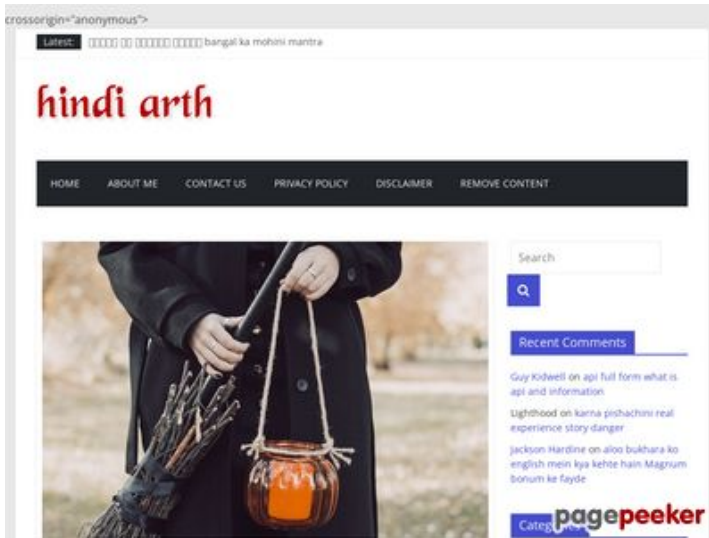 crossorigin="anonymous">
Latest: bangal ka mohini mantra
hindi arth
HOME ABOUT ME CONTACT US PRIVACY POLICY DISCLAIMER REMOVE CONTENT
Search
Recent Comments
Guy Kidwell on api full form what is
api and information
Lighthood on karna pishachini real
experience story danger
Jackson Hardine on aloo bukhara ko
english mein kya kehte hain Magnum
bonum ke fayde
pagepeeker